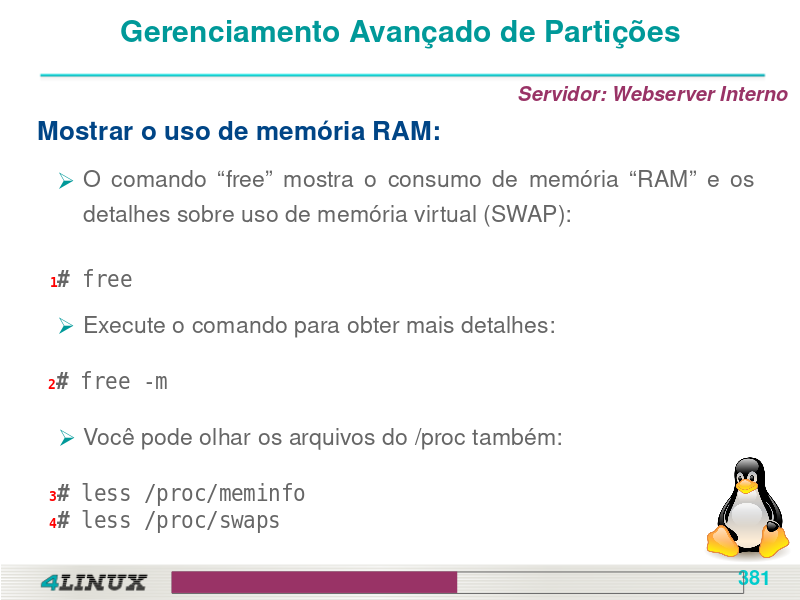 Gerenciamento Avançado de Partições
Servidor: Webserver Interno
Mostrar o uso de memória RAM:
O comando “free” mostra o consumo de memória “RAM” e os
detalhes sobre uso de memória virtual (SWAP):
1# free
Execute o comando para obter mais detalhes:
2# free -m
Você pode olhar os arquivos do /proc também:
3# less /proc/meminfo
4# less /proc/swaps
4LINUX
381